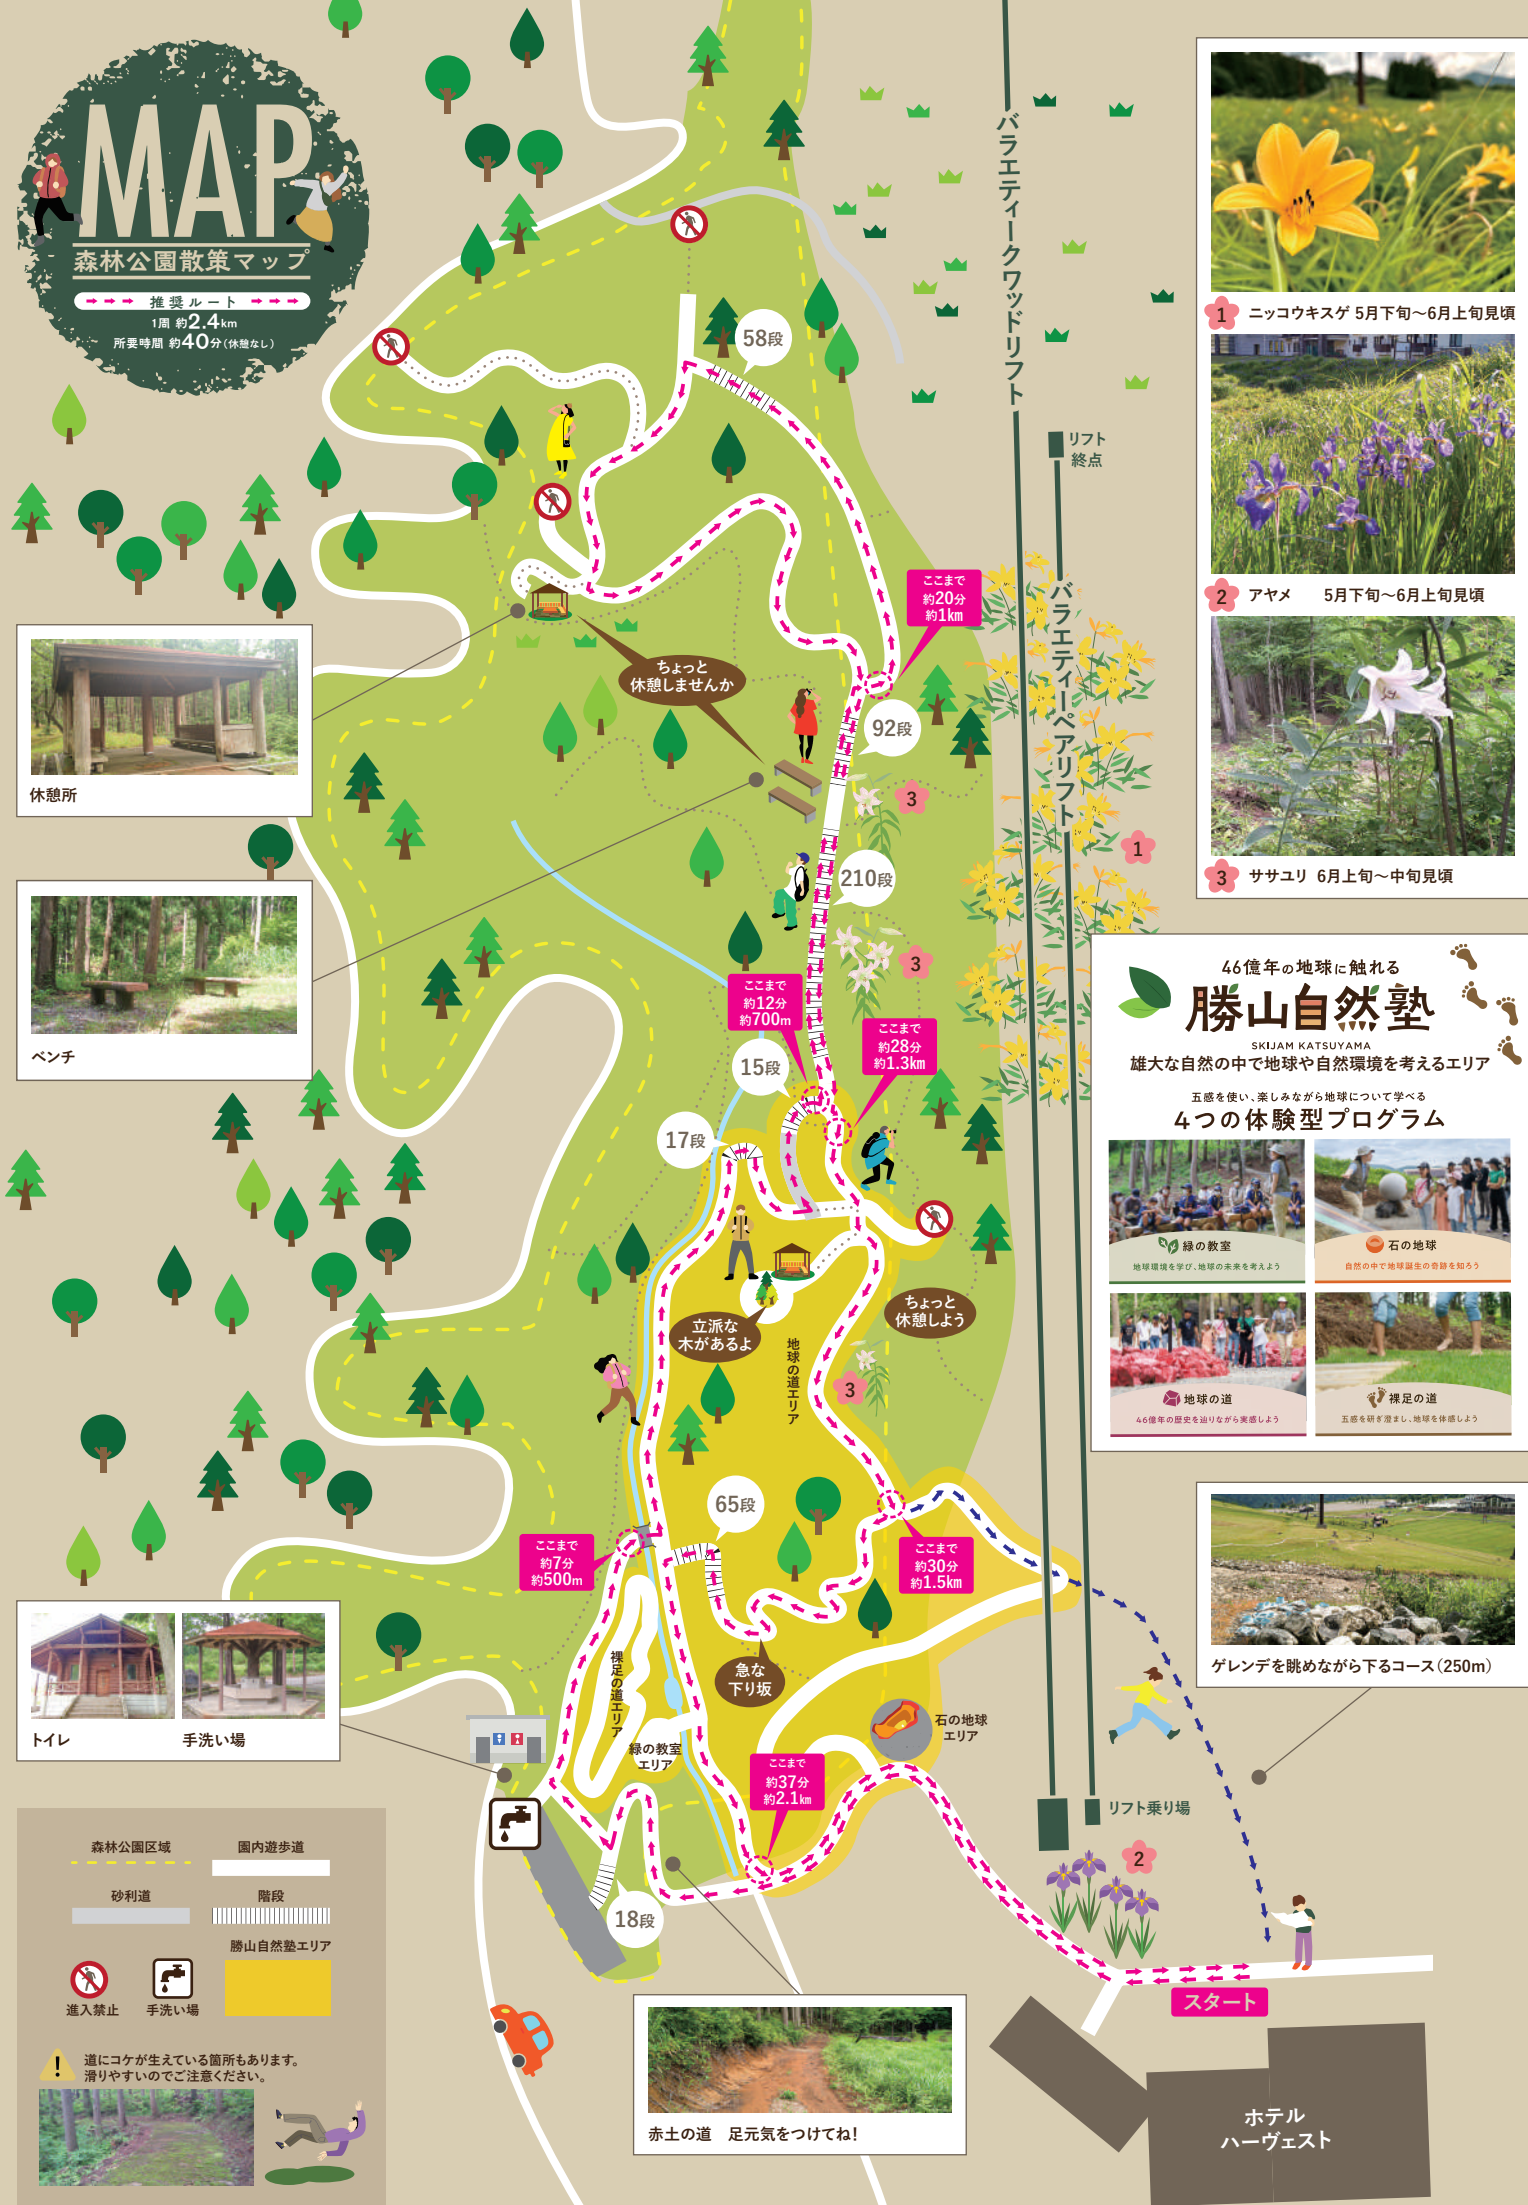 MAP
森林公園散策マップ
推奨ルート
1周 約2.4km
所要時間 約40分(休憩なし)
58段
バラエティークワッドリフト
リフト
終点
バラエティーペアリフト
ここまで
約20分
約1km
ちょっと
休憩しませんか
92段
3
1
210段
3
ここまで
約12分
約700m
ここまで
約28分
約1.3km
15段
17段
立派な
木があるよ
ちょっと
休憩しよう
地球の道エリア
3
65段
ここまで
約7分
約500m
ここまで
約30分
約1.5km
裸足の道エリア
急な
下り坂
緑の教室
エリア
石の地球
エリア
ここまで
約37分
約2.1km
リフト乗り場
2
18段
スタート
ホテル
ハーヴェスト
休憩所
ベンチ
トイレ
手洗い場
森林公園区域
園内遊歩道
砂利道
階段
勝山自然塾エリア
進入禁止
手洗い場
道にコケが生えている箇所もあります。
滑りやすいのでご注意ください。
赤土の道 足元気をつけてね!
1 ニッコウキスゲ 5月下旬～6月上旬見頃
2 アヤメ 5月下旬～6月上旬見頃
3 ササユリ 6月上旬～中旬見頃
46億年の地球に触れる
勝山自然塾
SKIJAM KATSUYAMA
雄大な自然の中で地球や自然環境を考えるエリア
五感を使い、楽しみながら地球について学べる
4つの体験型プログラム
緑の教室
地球環境を学び、地球の未来を考えよう
石の地球
自然の中で地球誕生の奇跡を知ろう
地球の道
46億年の歴史を辿りながら実感しよう
裸足の道
五感を研ぎ澄まし、地球を体感しよう
ゲレンデを眺めながら下るコース(250m)